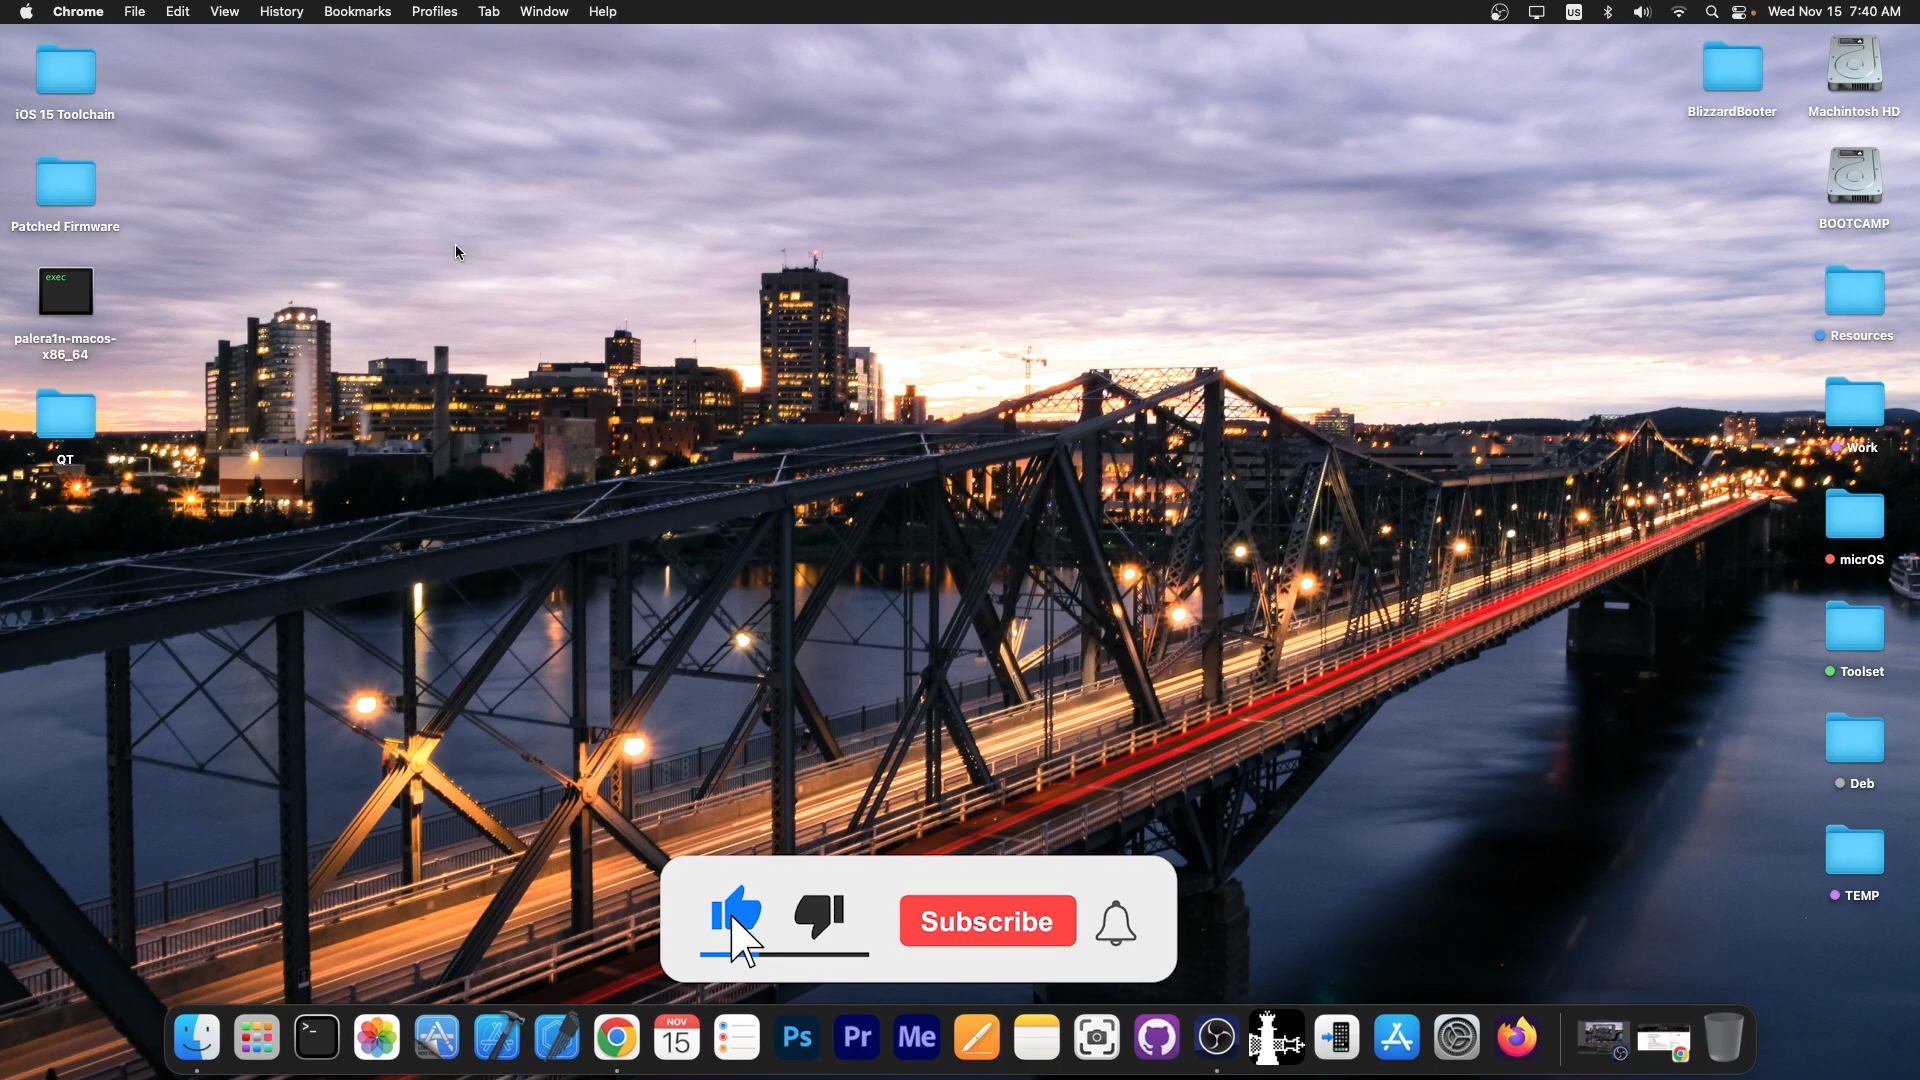 Chrome File Edit View History Bookmarks Profiles Tab Window Help
US Wed Nov 15 7:40 AM
iOS 15 Toolchain
Patched Firmware
exec
palera1n-macos-
x86_64
QT
BlizzardBooter
Machintosh HD
BOOTCAMP
Resources
Work
micrOS
Toolset
Deb
TEMP
Subscribe
>_
NOV
15
Ps
Pr
Me